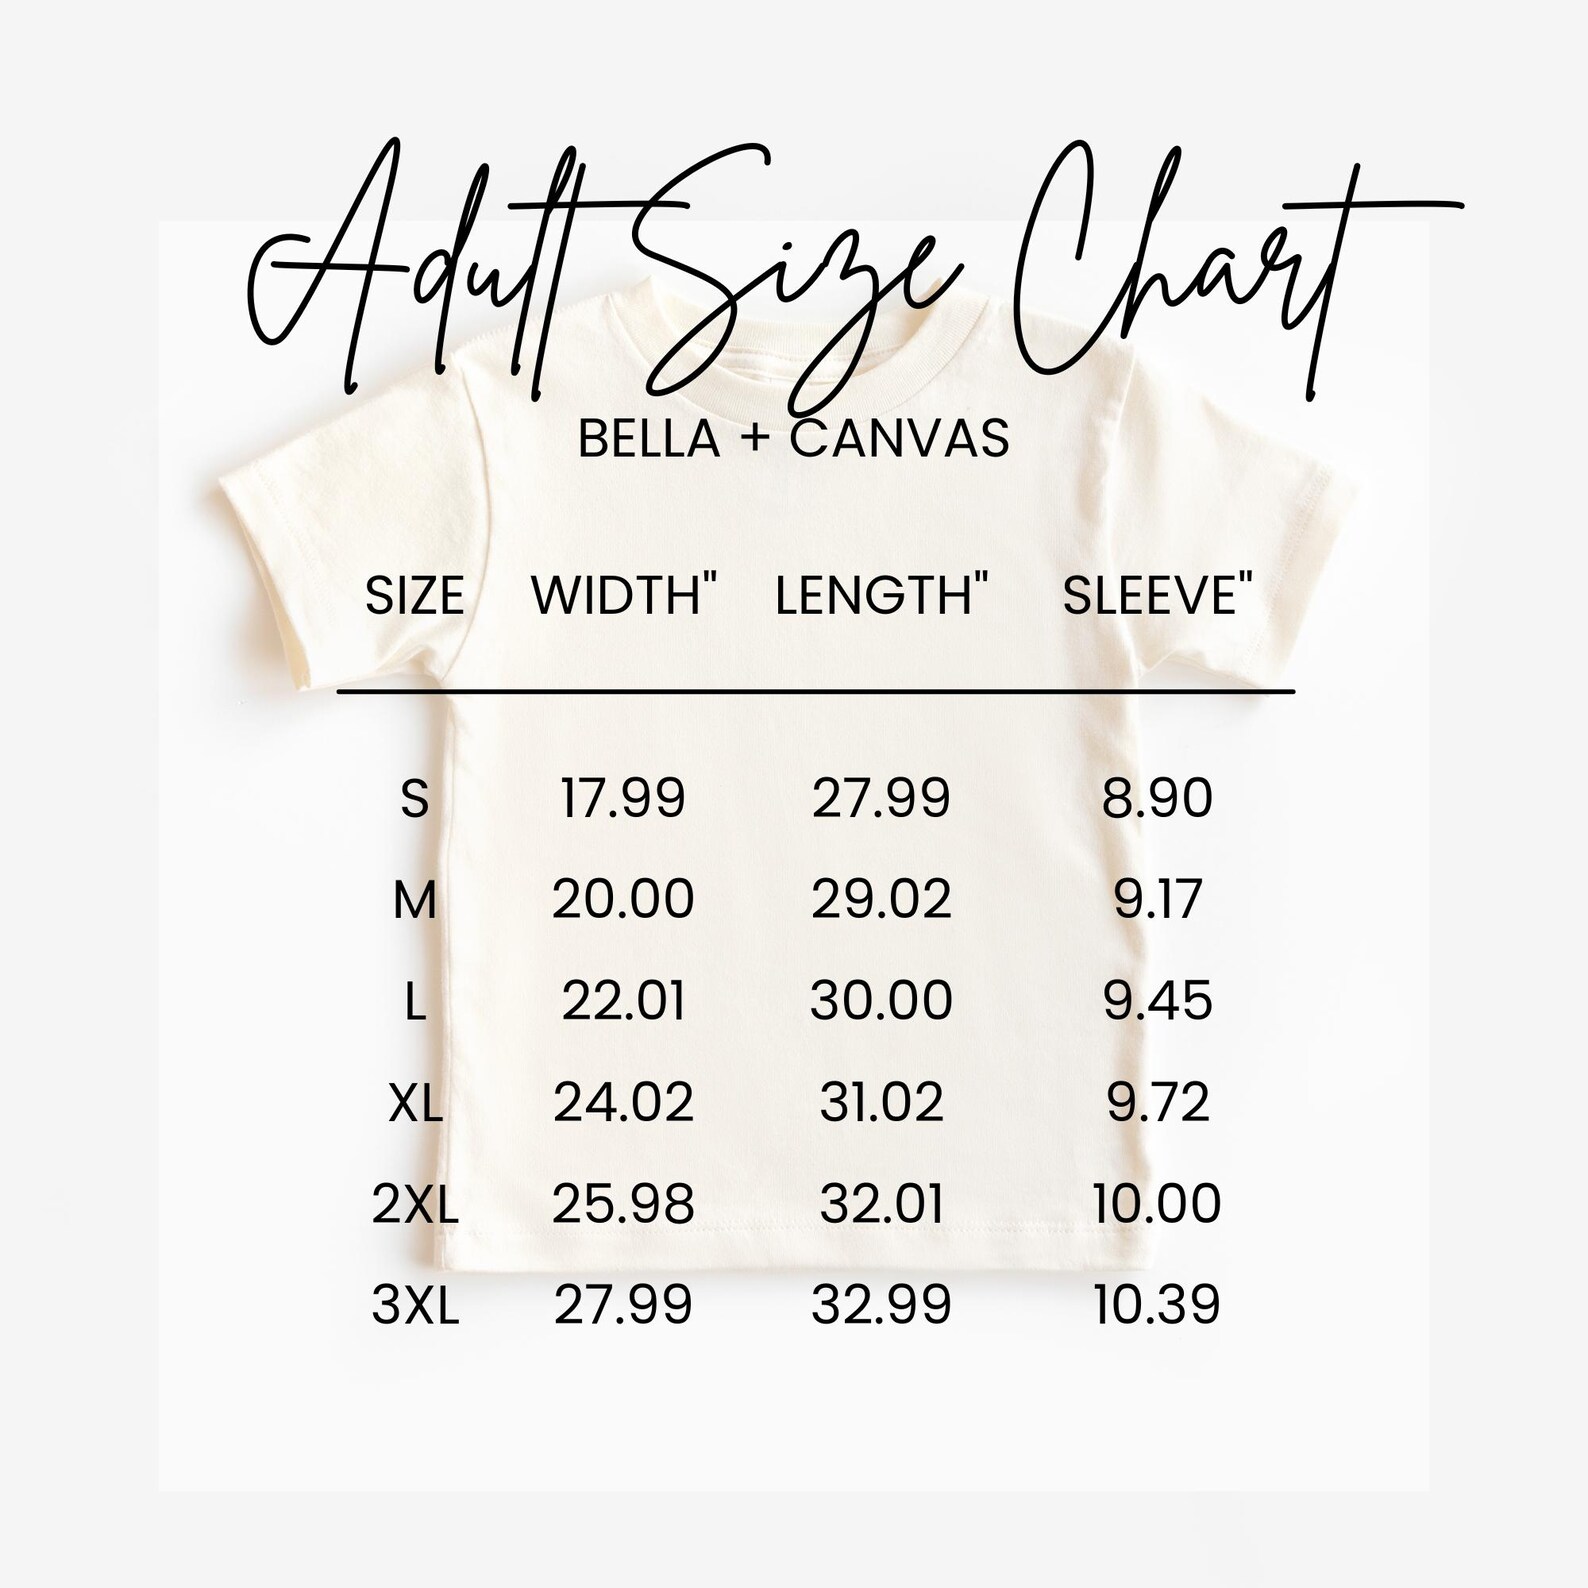 Adult Size Chart
BELLA + CANVAS
SIZE WIDTH" LENGTH" SLEEVE"
S 17.99 27.99 8.90
M 20.00 29.02 9.17
L 22.01 30.00 9.45
XL 24.02 31.02 9.72
2XL 25.98 32.01 10.00
3XL 27.99 32.99 10.39